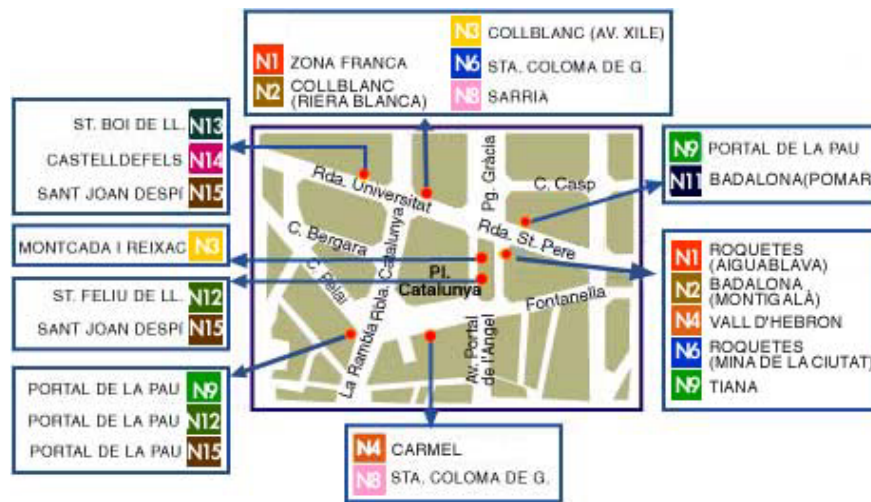 N1 ZONA FRANCA
N2 COLLBLANC
(RIERA BLANCA)
N3 COLLBLANC (AV. XILE)
N6 STA. COLOMA DE G.
N8 SARRIA
ST. BOI DE LL. N13
CASTELLDEFELS N14
SANT JOAN DESPÍ N15
MONTCADA I REIXAC N3
ST. FELIU DE LL. N12
SANT JOAN DESPÍ N15
PORTAL DE LA PAU N9
PORTAL DE LA PAU N12
PORTAL DE LA PAU N15
Rda. Universitat
C. Bergara
C. Pelai
Rbla. Catalunya
La Rambla
Pl.
Catalunya
Pg. Gràcia
C. Casp
Rda. St. Pere
Fontanella
Av. Portal
de l'Angel
N9 PORTAL DE LA PAU
N11 BADALONA(POMAR
N1 ROQUETES
(AIGUABLAVA)
N2 BADALONA
(MONTIGALÀ)
N4 VALL D'HEBRON
N6 ROQUETES
(MINA DE LA CIUTAT)
N9 TIANA
N4 CARMEL
N8 STA. COLOMA DE G.